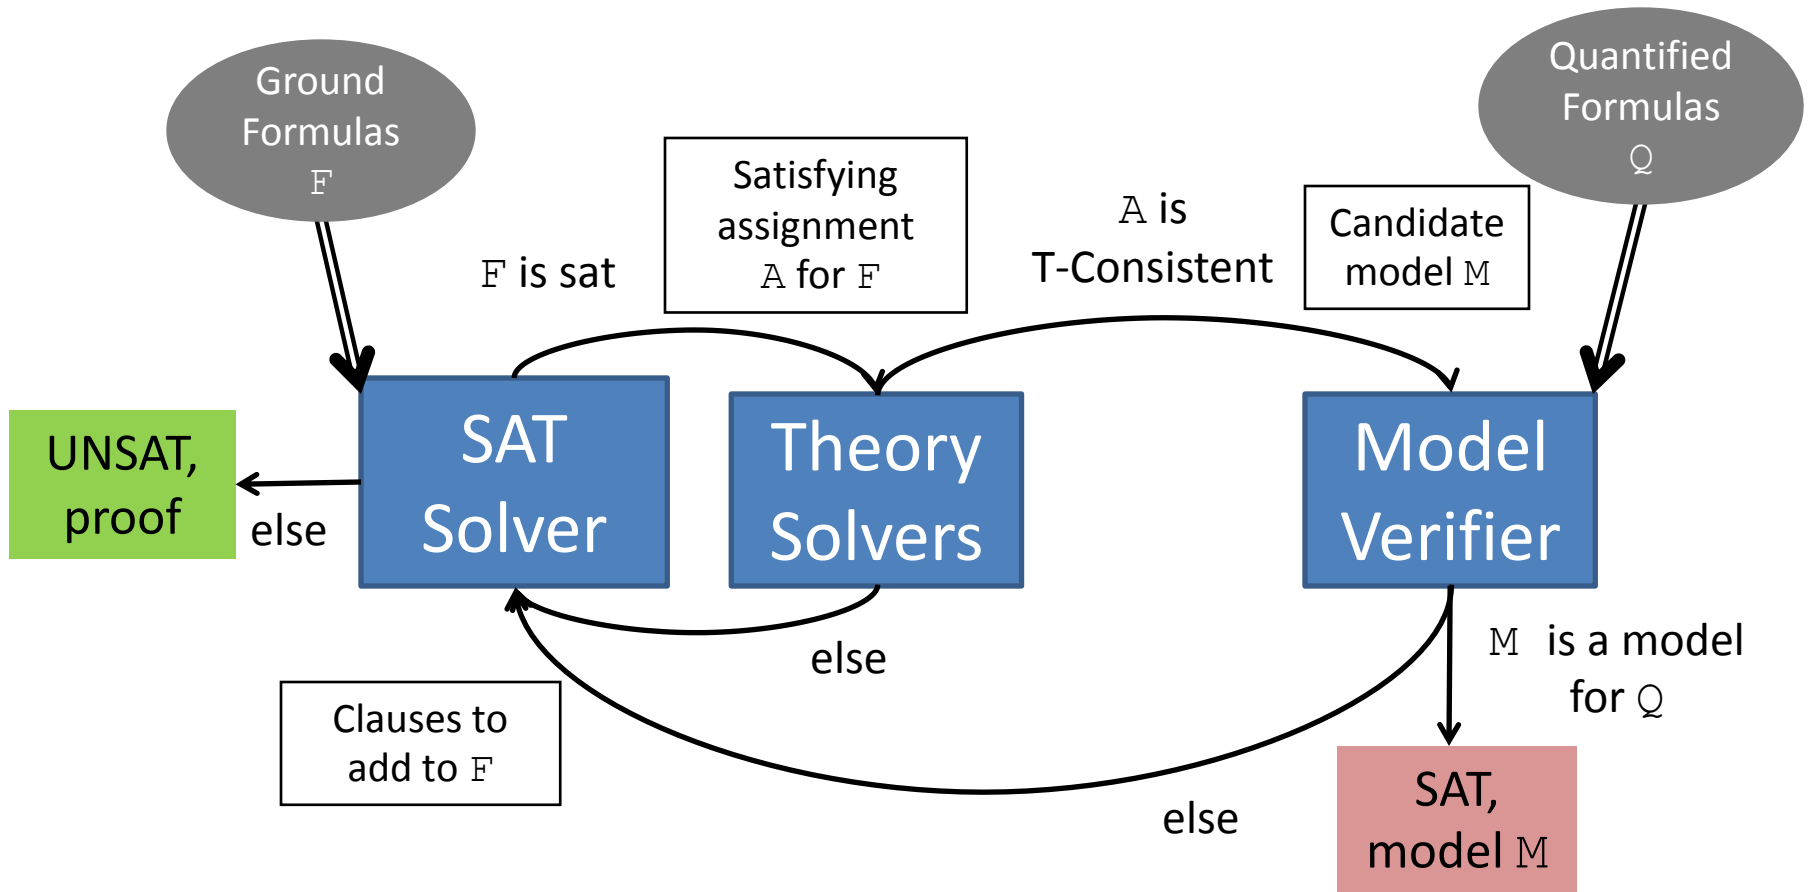 Ground
Formulas
F
Quantified
Formulas
Q
Satisfying
assignment
A for F
F is sat
A is
T-Consistent
Candidate
model M
UNSAT,
proof
else
SAT
Solver
Theory
Solvers
Model
Verifier
else
M is a model
for Q
Clauses to
add to F
else
SAT,
model M